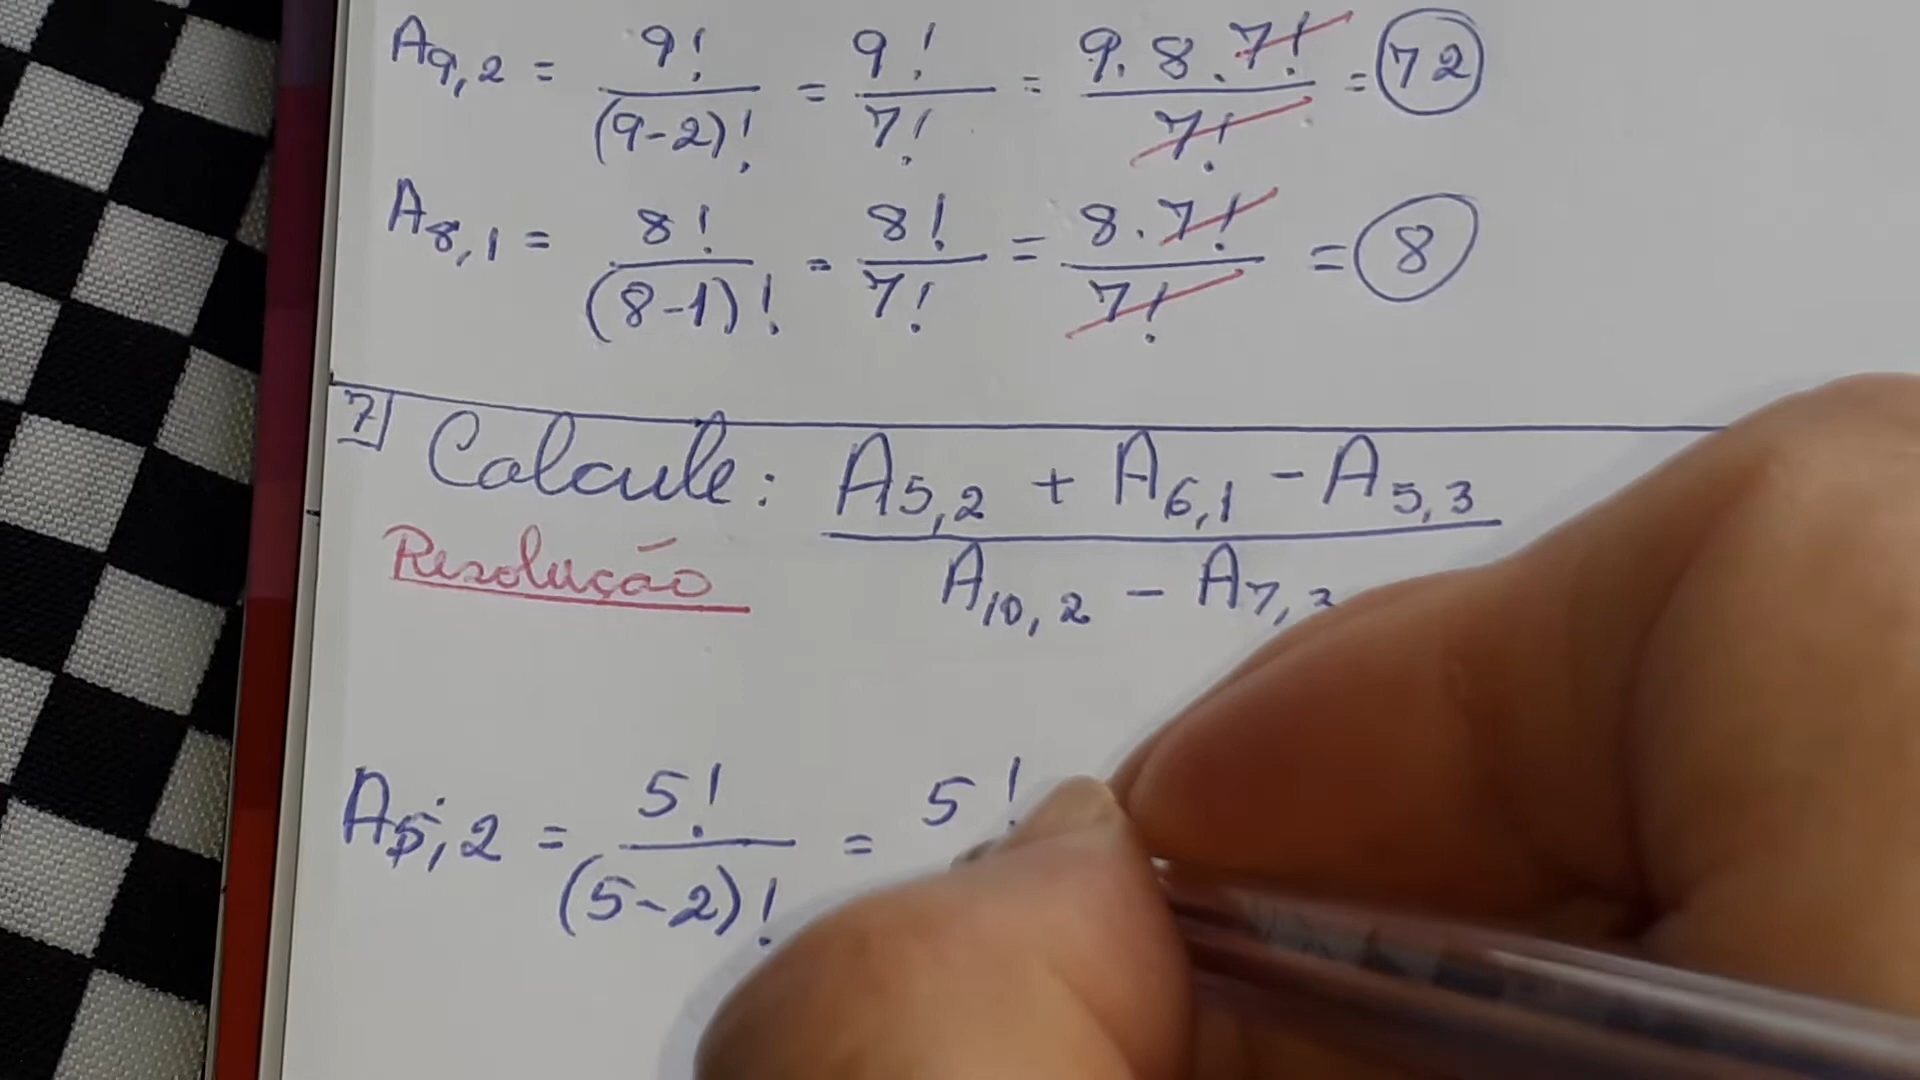 A9,2 = 9!/(9-2)! = 9!/7! = 9.8.7!/7! = 72
A8,1 = 8!/(8-1)! = 8!/7! = 8.7!/7! = 8
7] Calcule: A5,2 + A6,1 - A5,3 / A10,2 - A7,
Resolução
A5,2 = 5!/(5-2)! = 5!